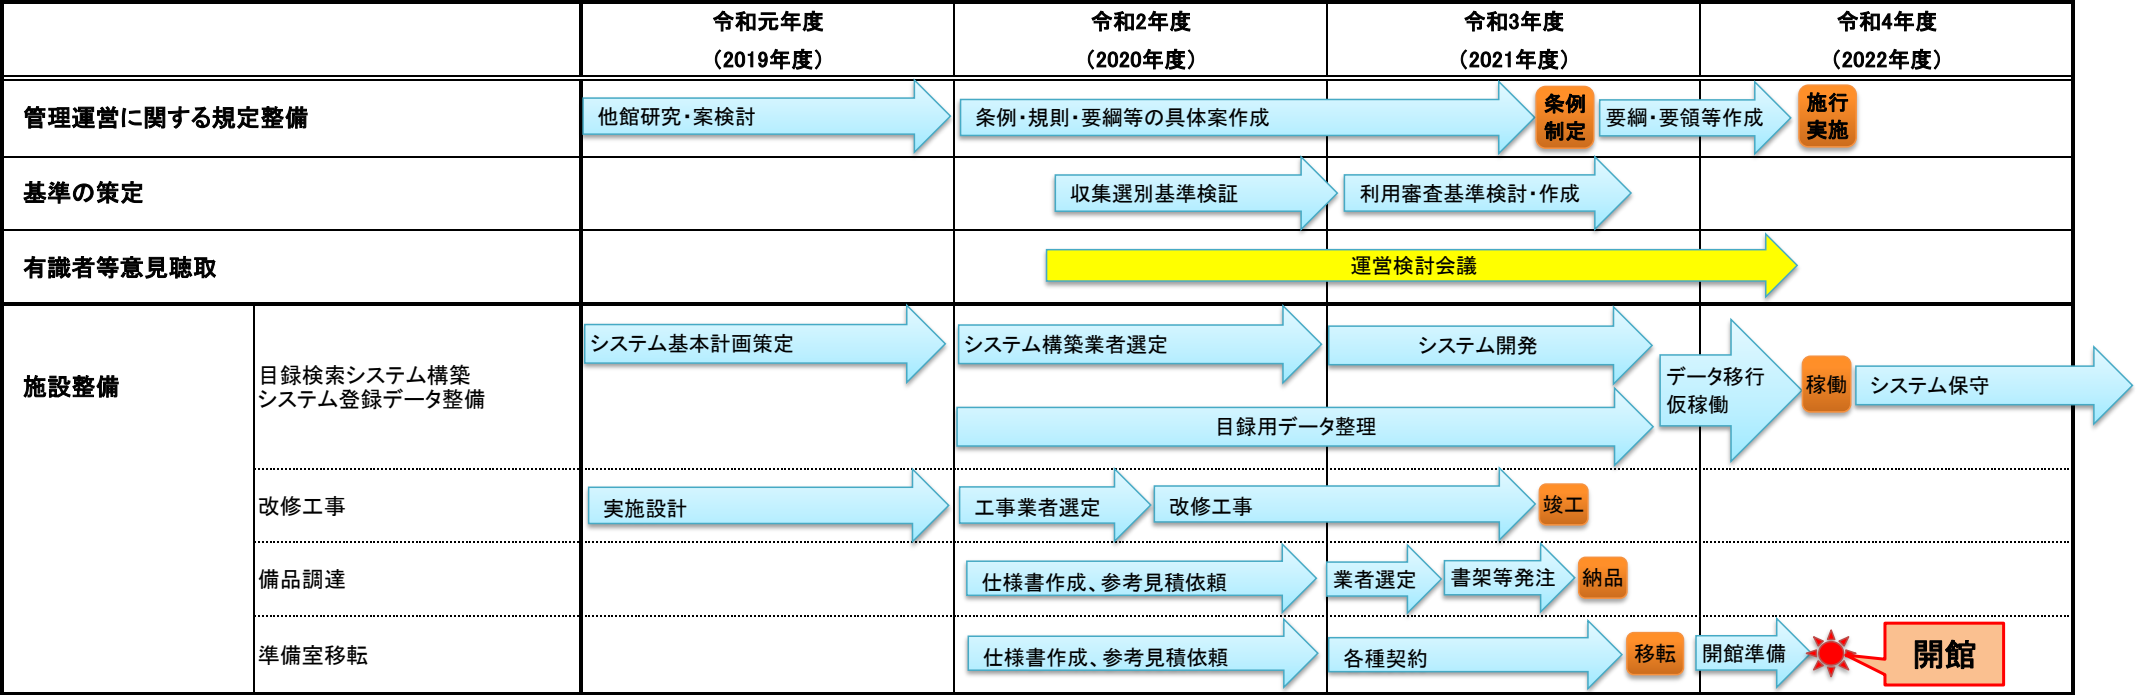 令和元年度
（2019年度）
令和2年度
（2020年度）
令和3年度
（2021年度）
令和4年度
（2022年度）
管理運営に関する規定整備
他館研究・案検討
条例・規則・要綱等の具体案作成
条例
制定
要綱・要領等作成
施行
実施
基準の策定
収集選別基準検証
利用審査基準検討・作成
有識者等意見聴取
運営検討会議
施設整備
目録検索システム構築
システム登録データ整備
システム基本計画策定
システム構築業者選定
システム開発
目録用データ整理
データ移行
仮稼働
稼働
システム保守
改修工事
実施設計
工事業者選定
改修工事
竣工
備品調達
仕様書作成、参考見積依頼
業者選定
書架等発注
納品
準備室移転
仕様書作成、参考見積依頼
各種契約
移転
開館準備
開館